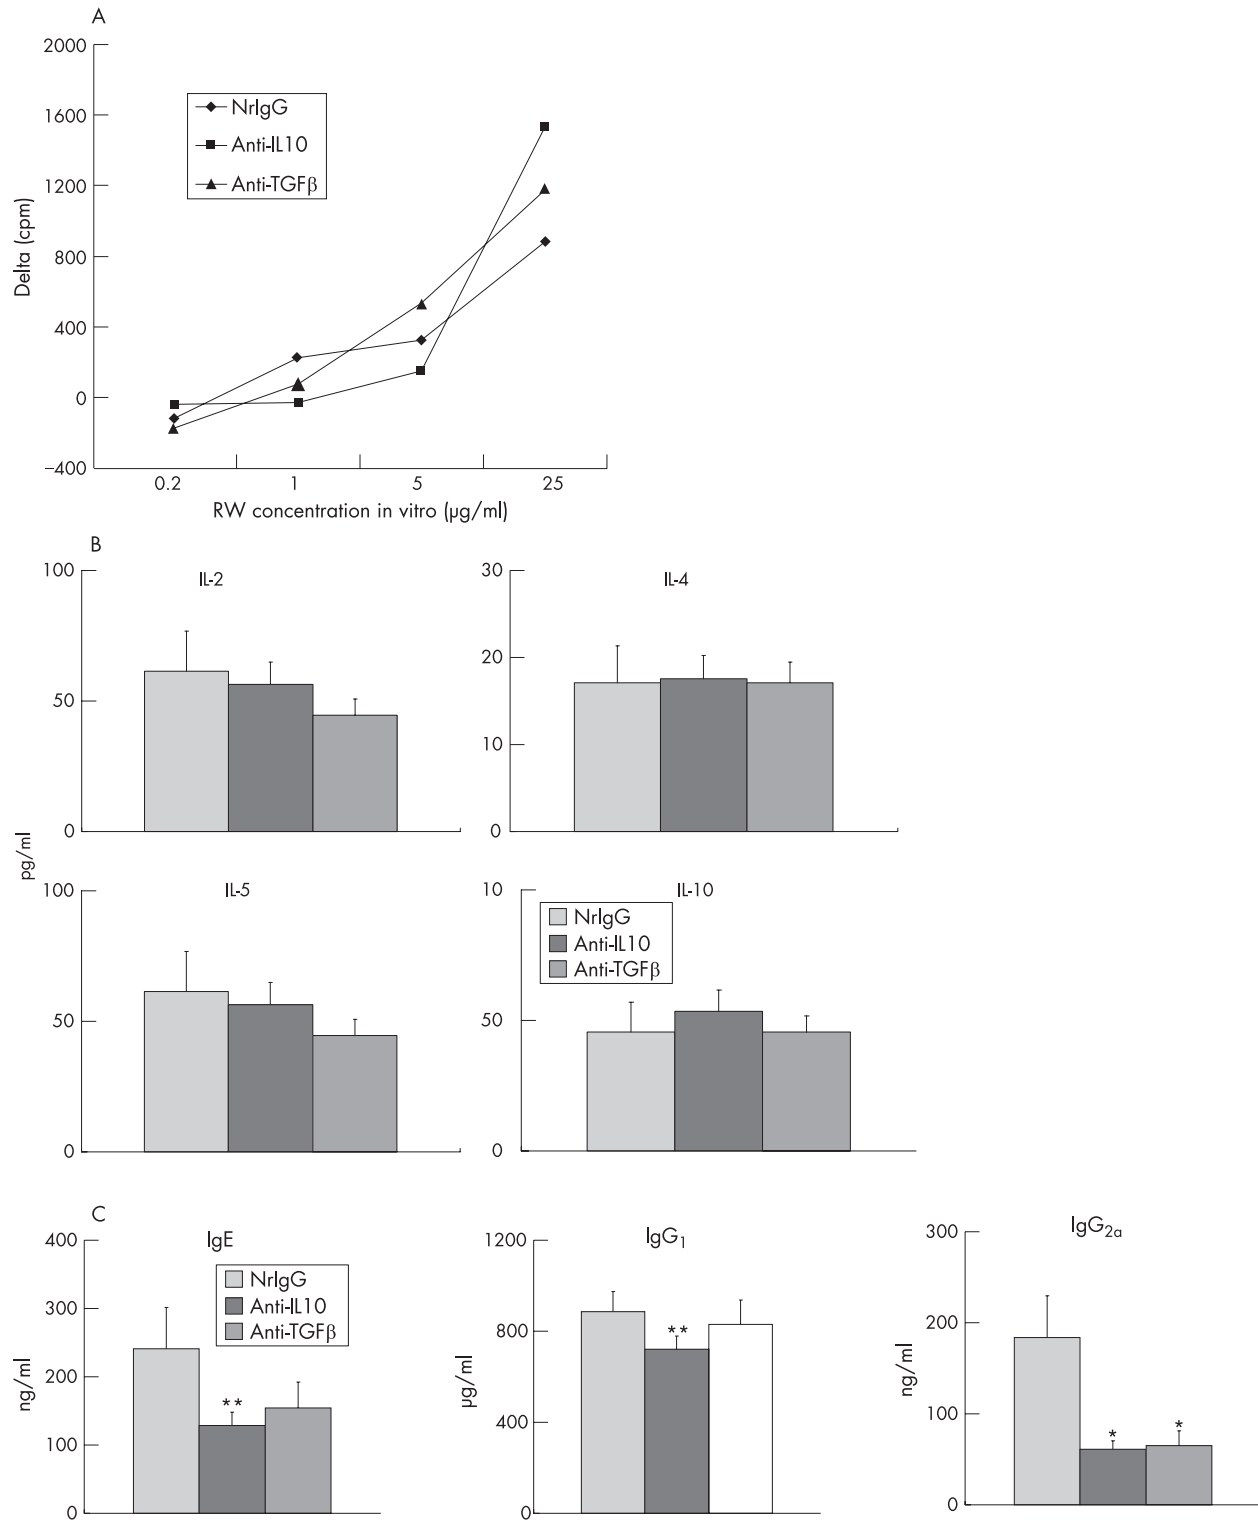 A
2000
1600
1200
800
400
0
–400
Delta (cpm)
NrIgG
Anti-IL10
Anti-TGFβ
0.2 1 5 25
RW concentration in vitro (µg/ml)
B
pg/ml
IL-2
100
50
0
IL-4
30
20
10
0
IL-5
100
50
0
IL-10
10
50
0
NrIgG
Anti-IL10
Anti-TGFβ
C
IgE
400
300
200
100
0
ng/ml
NrIgG
Anti-IL10
Anti-TGFβ
**
IgG1
1200
800
400
0
µg/ml
**
IgG2a
300
200
100
0
ng/ml
* *